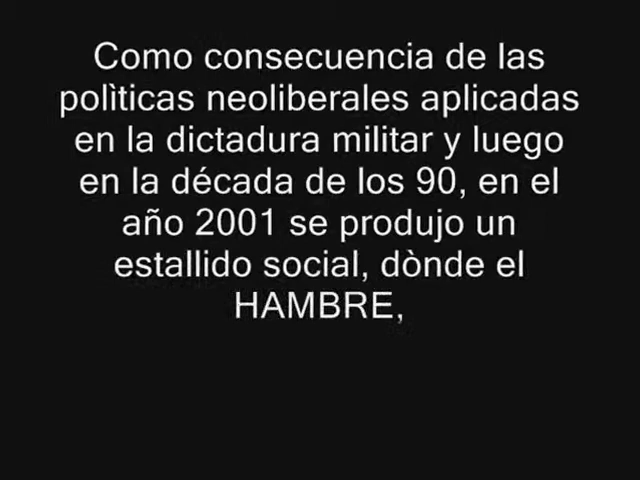 Como consecuencia de las
polìticas neoliberales aplicadas
en la dictadura militar y luego
en la década de los 90, en el
año 2001 se produjo un
estallido social, dònde el
HAMBRE,